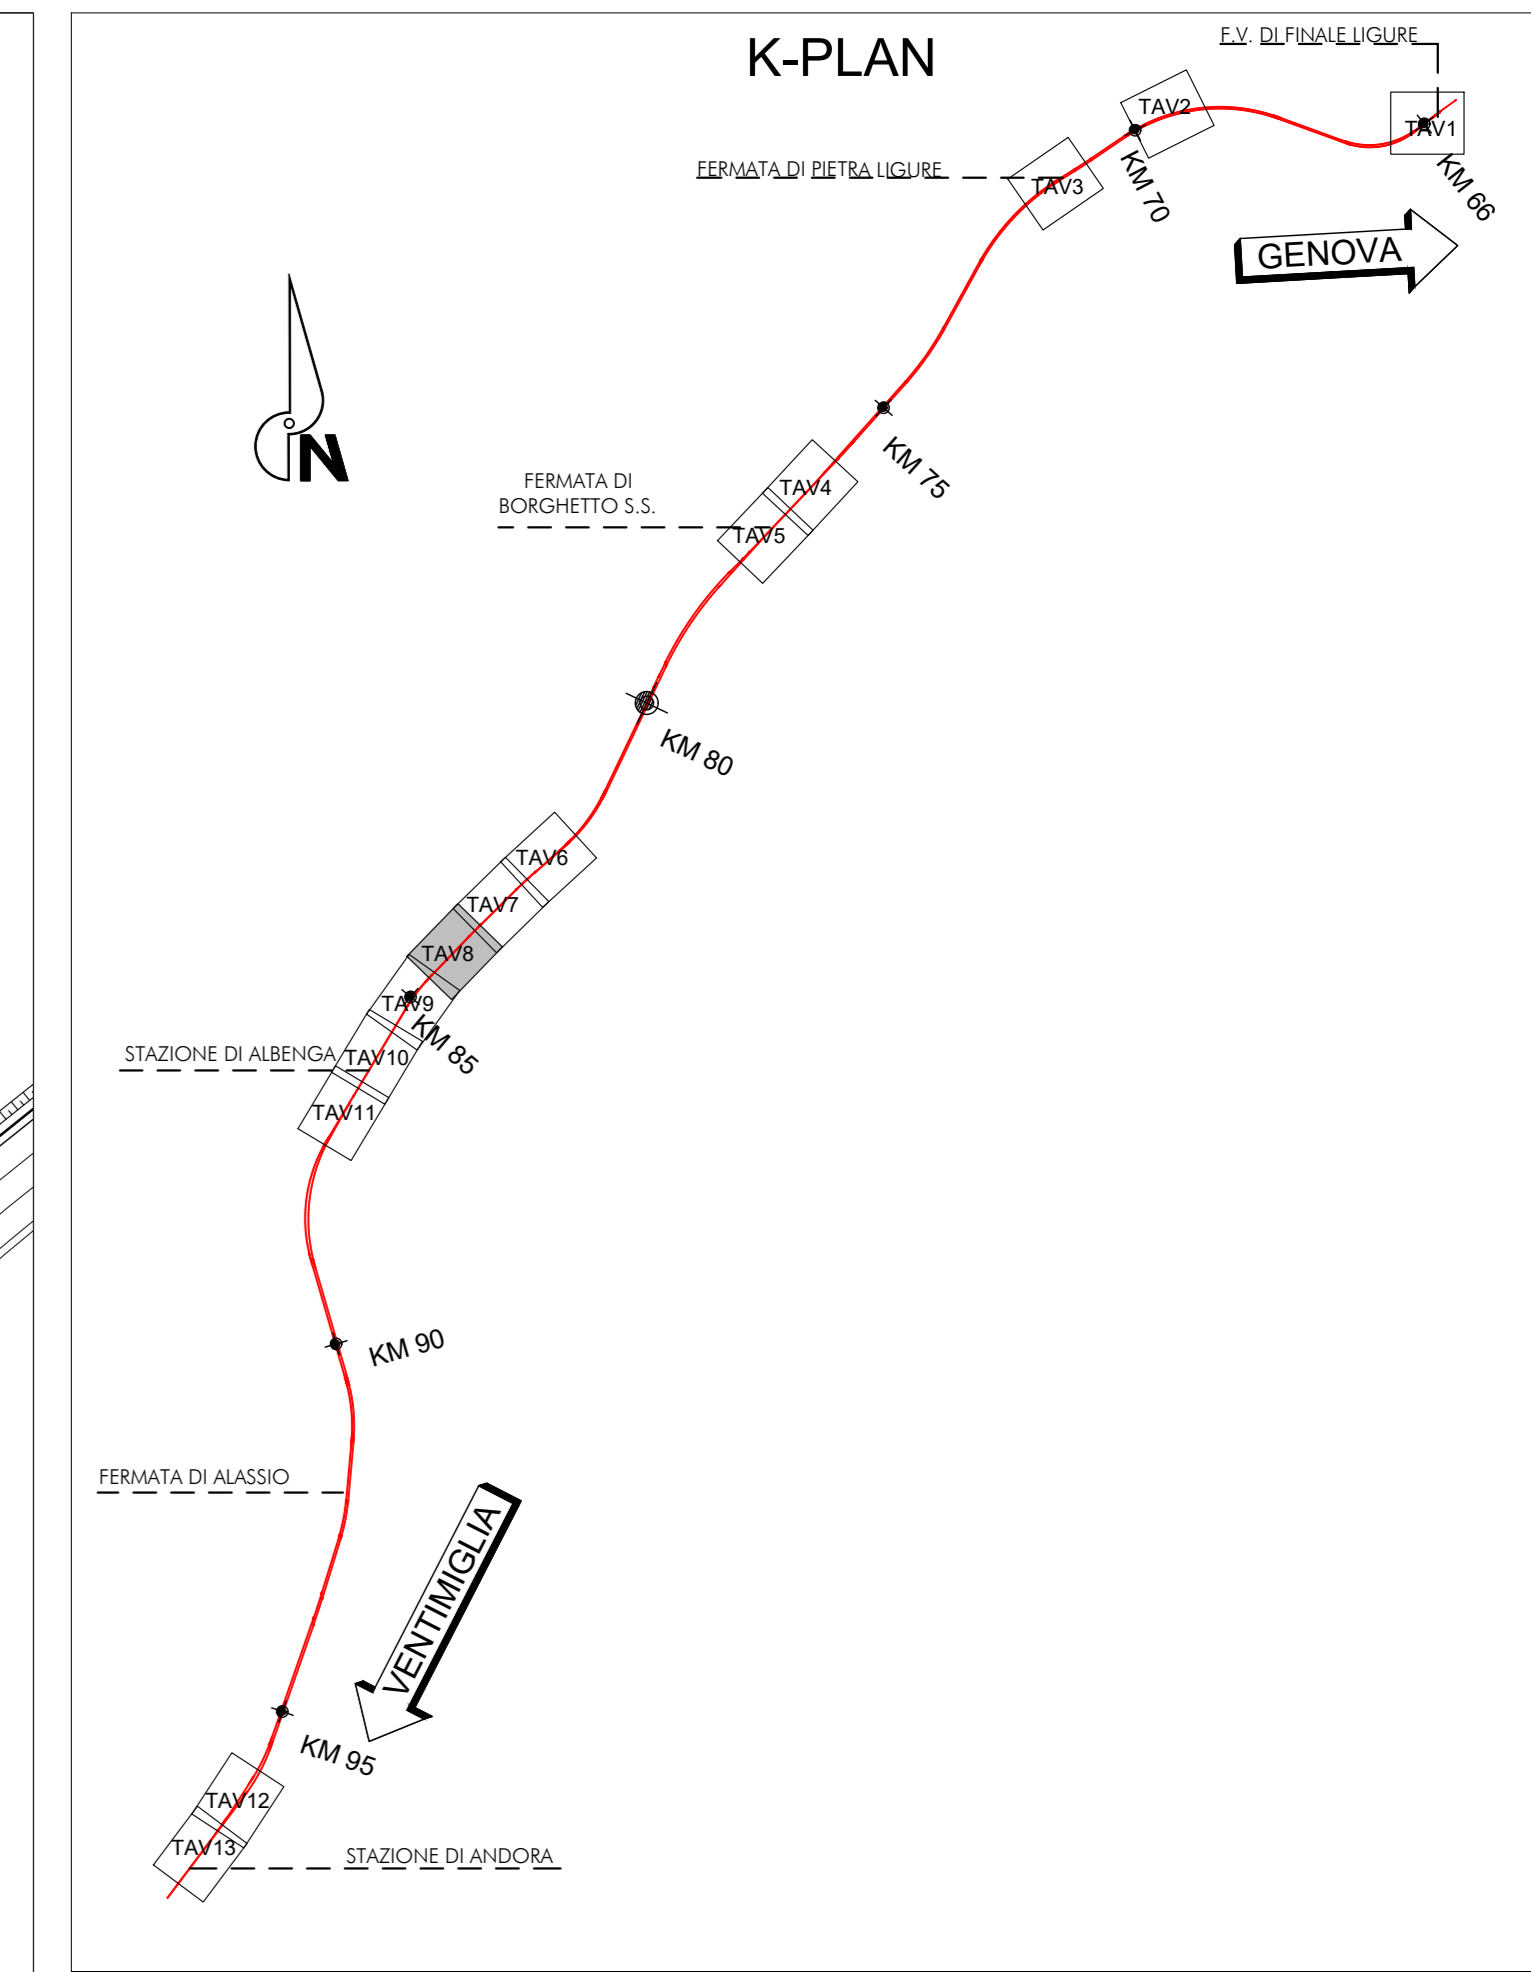 K-PLAN
F.V. DI FINALE LIGURE
TAV2
TAV1
FERMATA DI PIETRA LIGURE
TAV3
KM 70
KM 66
GENOVA
N
KM 75
FERMATA DI
BORGHETTO S.S.
TAV4
TAV5
KM 80
TAV6
TAV7
TAV8
TAV9
KM 85
STAZIONE DI ALBENGA
TAV10
TAV11
KM 90
FERMATA DI ALASSIO
VENTIMIGLIA
KM 95
TAV12
TAV13
STAZIONE DI ANDORA